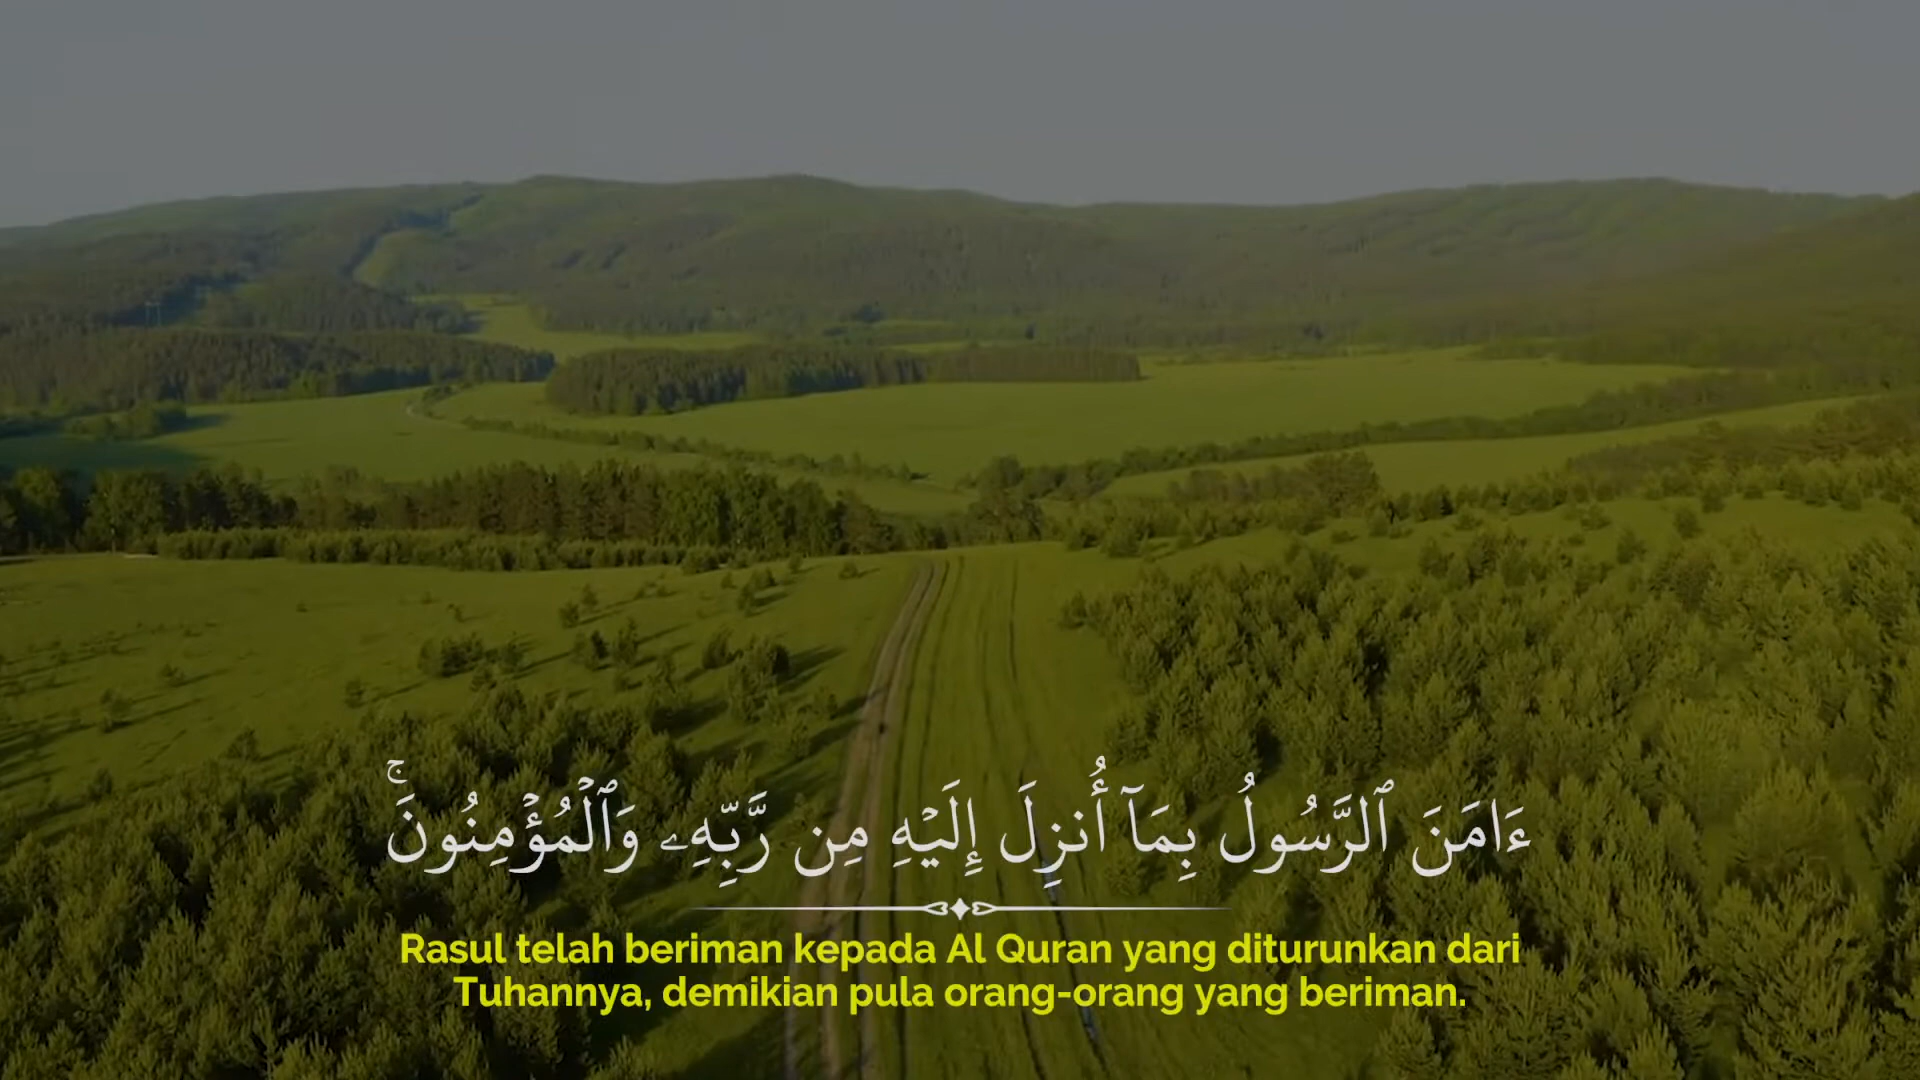 ءَامَنَ ٱلرَّسُولُ بِمَآ أُنزِلَ إِلَيْهِ مِن رَّبِّهِۦ وَٱلْمُؤْمِنُونَ ۚ
Rasul telah beriman kepada Al Quran yang diturunkan dari
Tuhannya, demikian pula orang-orang yang beriman.